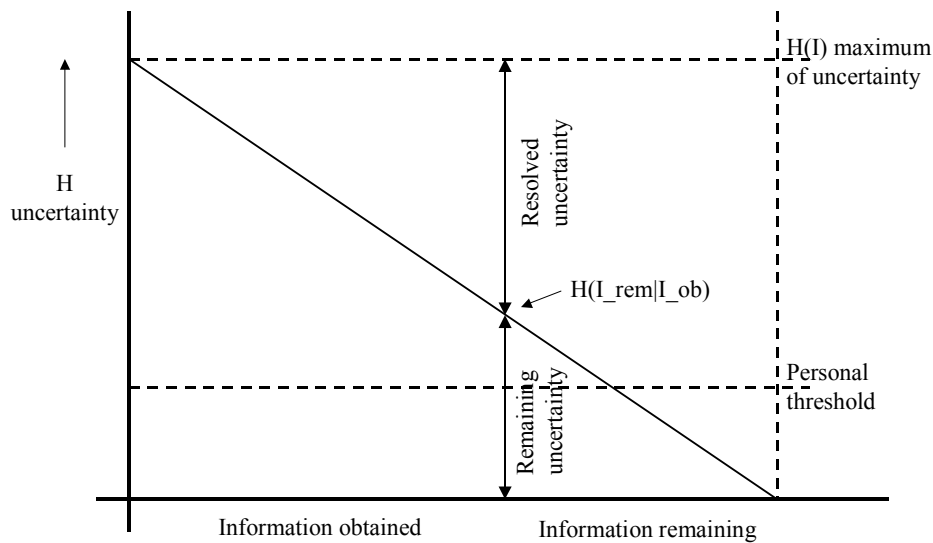 H(I) maximum
of uncertainty
H
uncertainty
Resolved
uncertainty
H(I_rem|I_ob)
Personal
threshold
Remaining
uncertainty
Information obtained
Information remaining